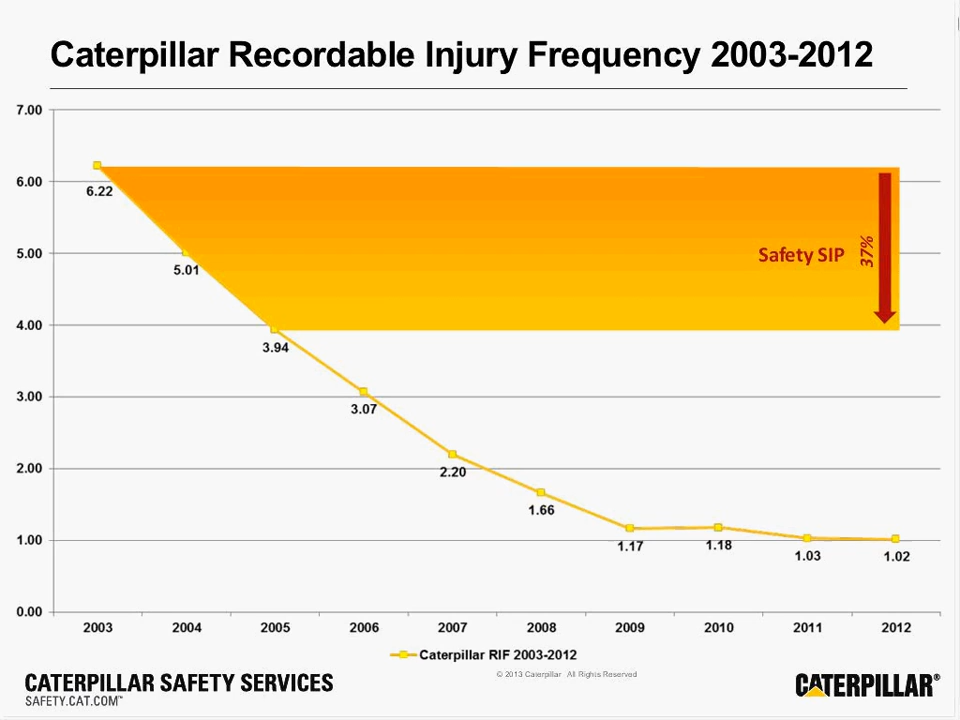 Caterpillar Recordable Injury Frequency 2003-2012
7.00
6.00
5.00
4.00
3.00
2.00
1.00
0.00
6.22
5.01
3.94
3.07
2.20
1.66
1.17
1.18
1.03
1.02
Safety SIP
37%
2003 2004 2005 2006 2007 2008 2009 2010 2011 2012
Caterpillar RIF 2003-2012
© 2013 Caterpillar All Rights Reserved
CATERPILLAR SAFETY SERVICES
SAFETY.CAT.COM™
CATERPILLAR®